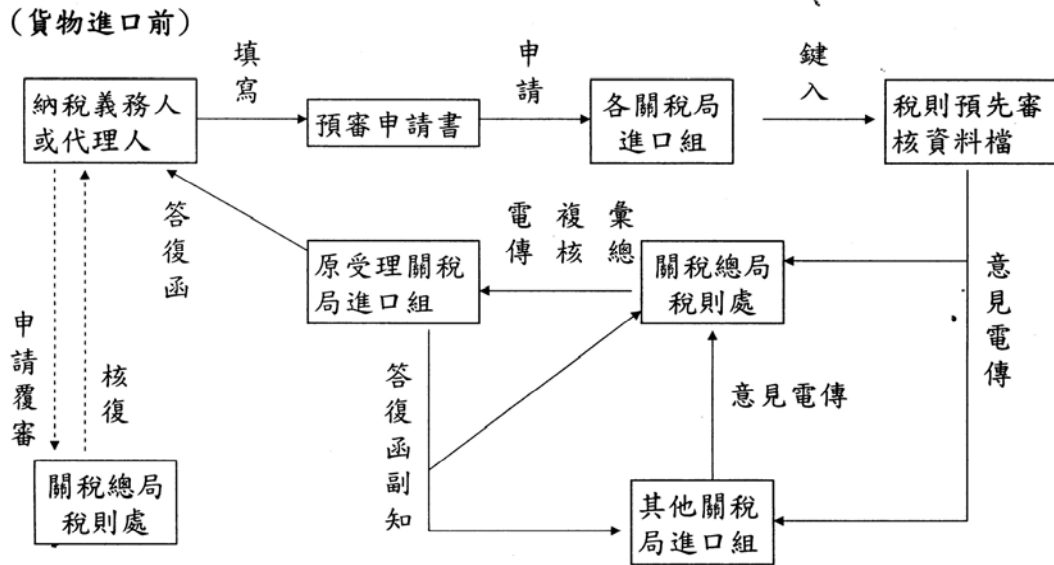 （貨物進口前）
填寫
申請
鍵入
納稅義務人
或代理人
預審申請書
各關稅局
進口組
稅則預先審
核資料檔
答復函
電傳
複核
彙總
原受理關稅
局進口組
關稅總局
稅則處
意見電傳
申請覆審
核復
答復函副知
意見電傳
關稅總局
稅則處
其他關稅
局進口組